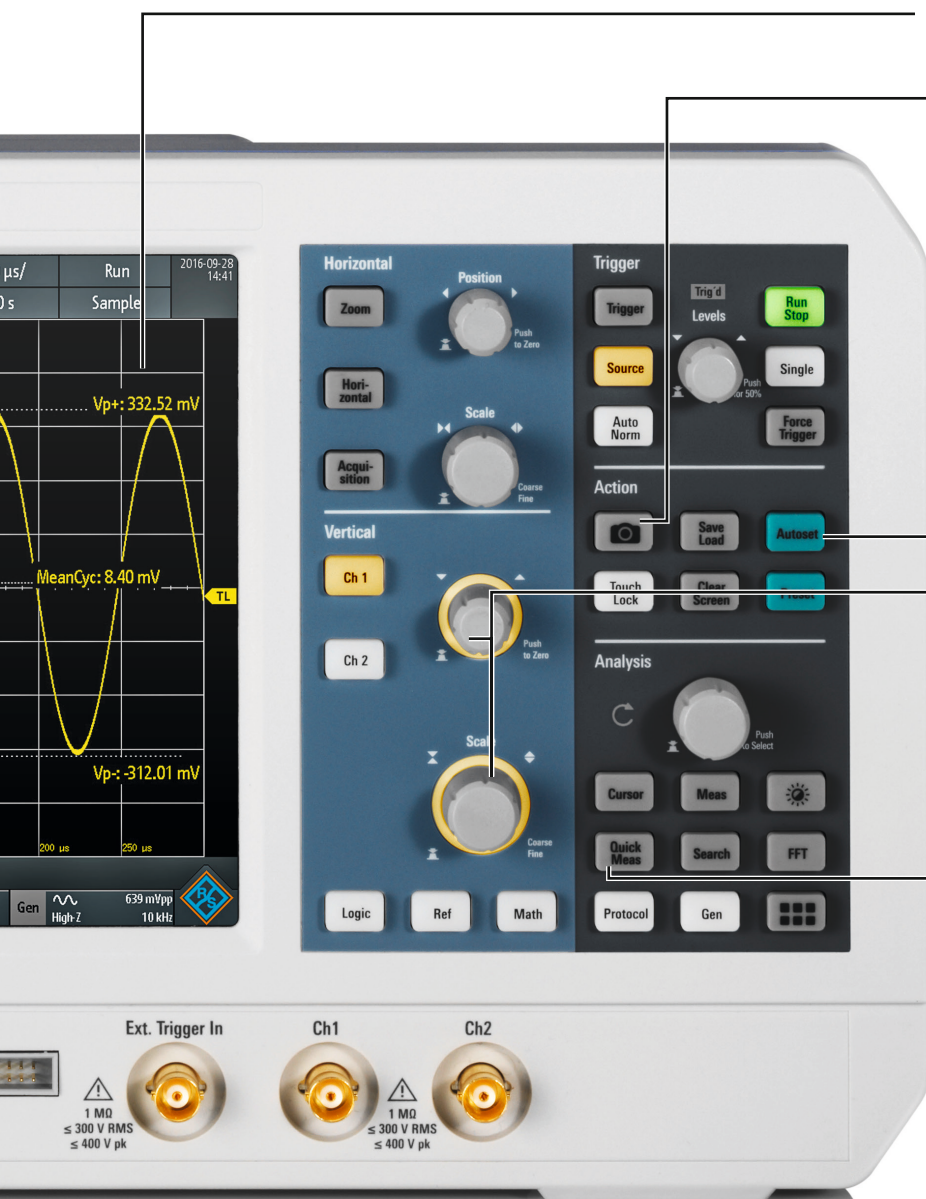 µs/
Run
2016-09-28
14:41
0 s
Sample
Vp+: 332.52 mV
MeanCyc: 8.40 mV
TL
Vp-: -312.01 mV
200 µs
250 µs
Gen
High-Z
639 mVpp
10 kHz
R S
Horizontal
Position
Zoom
Push
to Zero
Hori-
zontal
Scale
Acqui-
sition
Coarse
Fine
Vertical
Ch 1
Push
to Zero
Ch 2
Scale
Coarse
Fine
Logic
Ref
Math
Trigger
Trigger
Trig'd
Levels
Run
Stop
Source
Push
for 50%
Single
Auto
Norm
Force
Trigger
Action
Save
Load
Autoset
Touch
Lock
Clear
Screen
Preset
Analysis
Push
to Select
Cursor
Meas
Quick
Meas
Search
FFT
Protocol
Gen
Ext. Trigger In
Ch1
Ch2
1 MΩ
≤ 300 V RMS
≤ 400 V pk
1 MΩ
≤ 300 V RMS
≤ 400 V pk